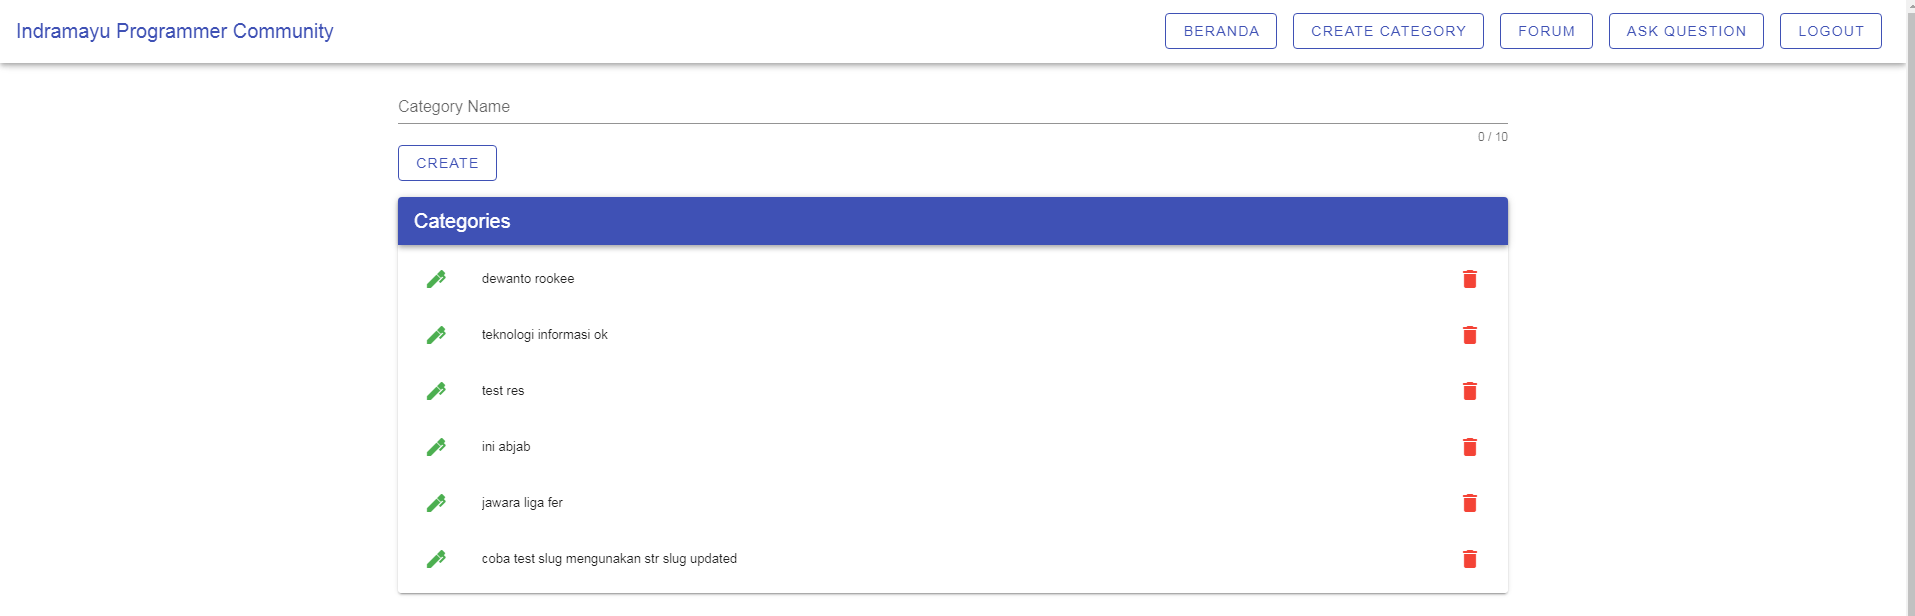 Indramayu Programmer Community
BERANDA
CREATE CATEGORY
FORUM
ASK QUESTION
LOGOUT
Category Name
0 / 10
CREATE
Categories
dewanto rookee
teknologi informasi ok
test res
ini abjab
jawara liga fer
coba test slug mengunakan str slug updated